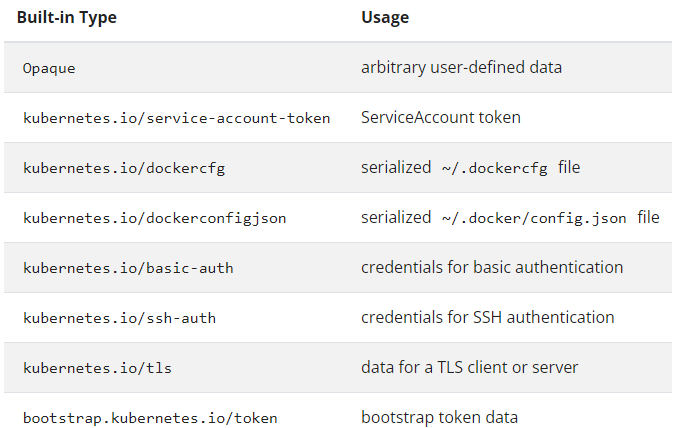 Built-in Type Usage
Opaque arbitrary user-defined data
kubernetes.io/service-account-token ServiceAccount token
kubernetes.io/dockercfg serialized ~/.dockercfg file
kubernetes.io/dockerconfigjson serialized ~/.docker/config.json file
kubernetes.io/basic-auth credentials for basic authentication
kubernetes.io/ssh-auth credentials for SSH authentication
kubernetes.io/tls data for a TLS client or server
bootstrap.kubernetes.io/token bootstrap token data